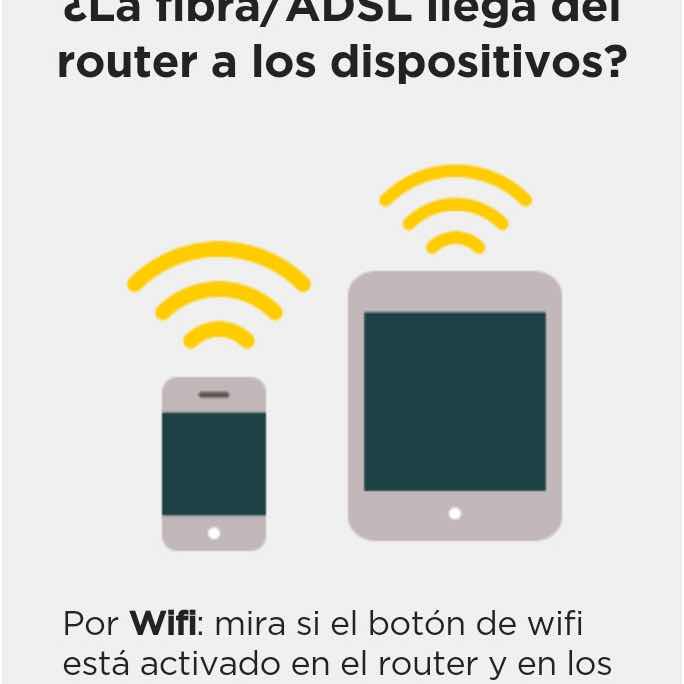 ¿La fibra/ADSL llega del
router a los dispositivos?
Por Wifi: mira si el botón de wifi
está activado en el router y en los